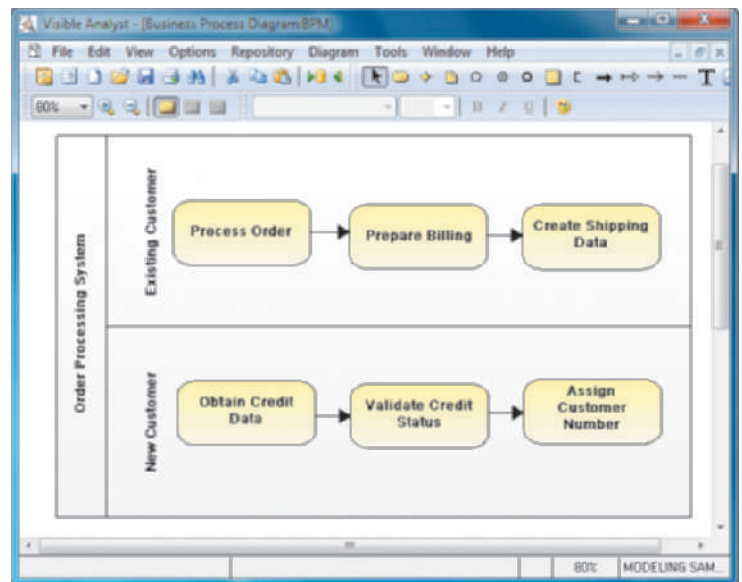 Visible Analyst - [Business Process Diagram:BPM]
File Edit View Options Repository Diagram Tools Window Help
T
80%
B Z U
Order Processing System
Existing Customer
Process Order
Prepare Billing
Create Shipping
Data
New Customer
Obtain Credit
Data
Validate Credit
Status
Assign
Customer
Number
80% MODELING SAM...